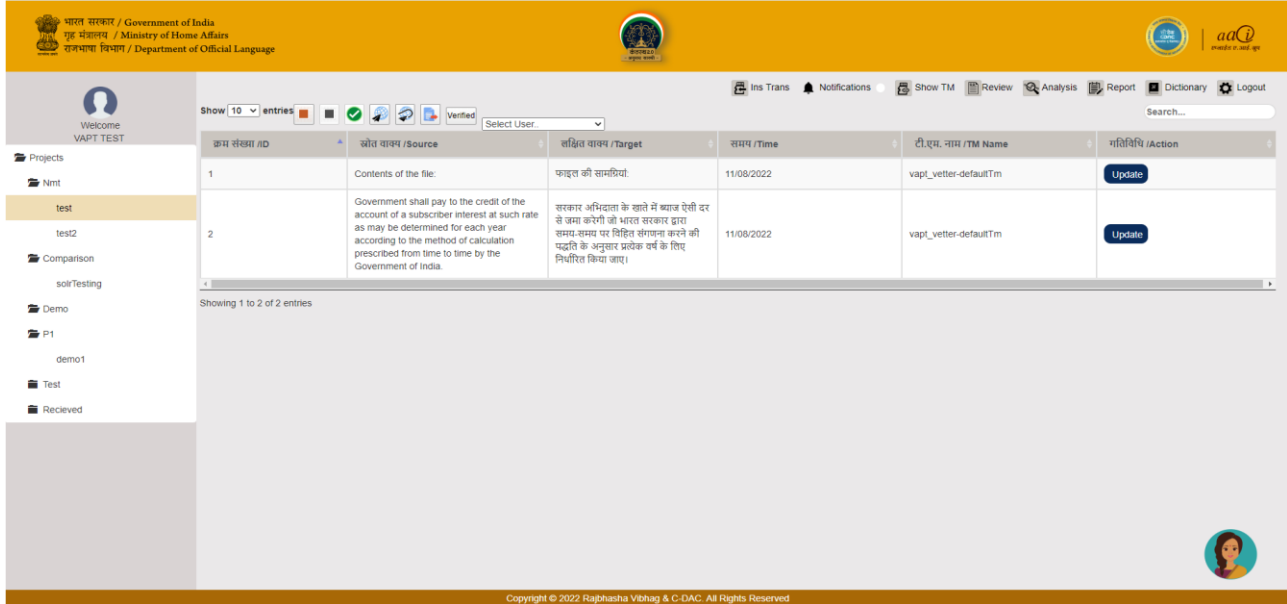 भारत सरकार / Government of India
गृह मंत्रालय / Ministry of Home Affairs
राजभाषा विभाग / Department of Official Language
कंठस्थ 2.0
सी डैक
CDAC
Ins Trans Notifications Show TM Review Analysis Report Dictionary Logout
Welcome
VAPT TEST
Show 10 entries Verified Select User..
Search...
Projects
Nmt
test
test2
Comparison
solrTesting
Demo
P1
demo1
Test
Recieved
क्रम संख्या /ID स्रोत वाक्य /Source लक्षित वाक्य /Target समय /Time टी.एम. नाम /TM Name गतिविधि /Action
1 Contents of the file: फाइल की सामग्रियां: 11/08/2022 vapt_vetter-defaultTm Update
Government shall pay to the credit of the
account of a subscriber interest at such rate
as may be determined for each year
according to the method of calculation
prescribed from time to time by the
Government of India.
सरकार अभिदाता के खाते में ब्याज ऐसी दर
से जमा करेगी जो भारत सरकार द्वारा
समय-समय पर विहित संगणना करने की
पद्धति के अनुसार प्रत्येक वर्ष के लिए
निर्धारित किया जाए।
2 11/08/2022 vapt_vetter-defaultTm Update
Showing 1 to 2 of 2 entries
Copyright © 2022 Rajbhasha Vibhag & C-DAC. All Rights Reserved